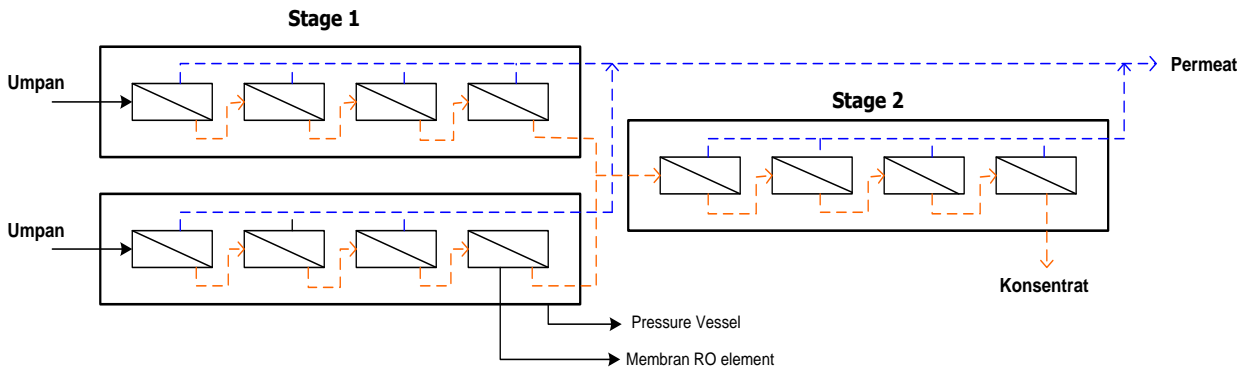 Stage 1
Umpan
Permeat
Stage 2
Umpan
Konsentrat
Pressure Vessel
Membran RO element